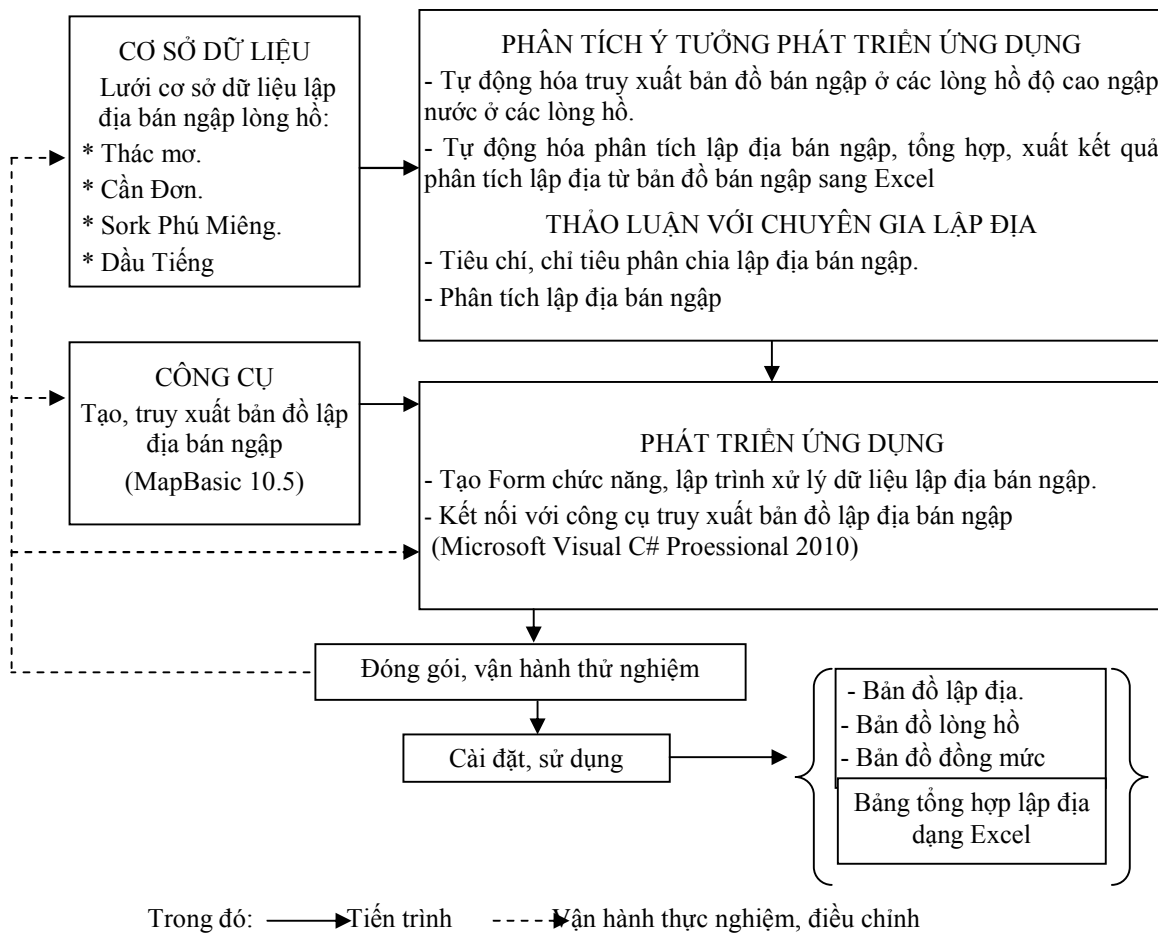 CƠ SỞ DỮ LIỆU
Lưới cơ sở dữ liệu lập
địa bán ngập lòng hồ:
* Thác mơ.
* Cần Đơn.
* Sork Phú Miêng.
* Dầu Tiếng
PHÂN TÍCH Ý TƯỞNG PHÁT TRIỂN ỨNG DỤNG
- Tự động hóa truy xuất bản đồ bán ngập ở các lòng hồ độ cao ngập
nước ở các lòng hồ.
- Tự động hóa phân tích lập địa bán ngập, tổng hợp, xuất kết quả
phân tích lập địa từ bản đồ bán ngập sang Excel
THẢO LUẬN VỚI CHUYÊN GIA LẬP ĐỊA
- Tiêu chí, chỉ tiêu phân chia lập địa bán ngập.
- Phân tích lập địa bán ngập
CÔNG CỤ
Tạo, truy xuất bản đồ lập
địa bán ngập
(MapBasic 10.5)
PHÁT TRIỂN ỨNG DỤNG
- Tạo Form chức năng, lập trình xử lý dữ liệu lập địa bán ngập.
- Kết nối với công cụ truy xuất bản đồ lập địa bán ngập
(Microsoft Visual C# Proessional 2010)
Đóng gói, vận hành thử nghiệm
Cài đặt, sử dụng
- Bản đồ lập địa.
- Bản đồ lòng hồ
- Bản đồ đồng mức
Bảng tổng hợp lập địa
dạng Excel
Trong đó: Tiến trình Vận hành thực nghiệm, điều chỉnh